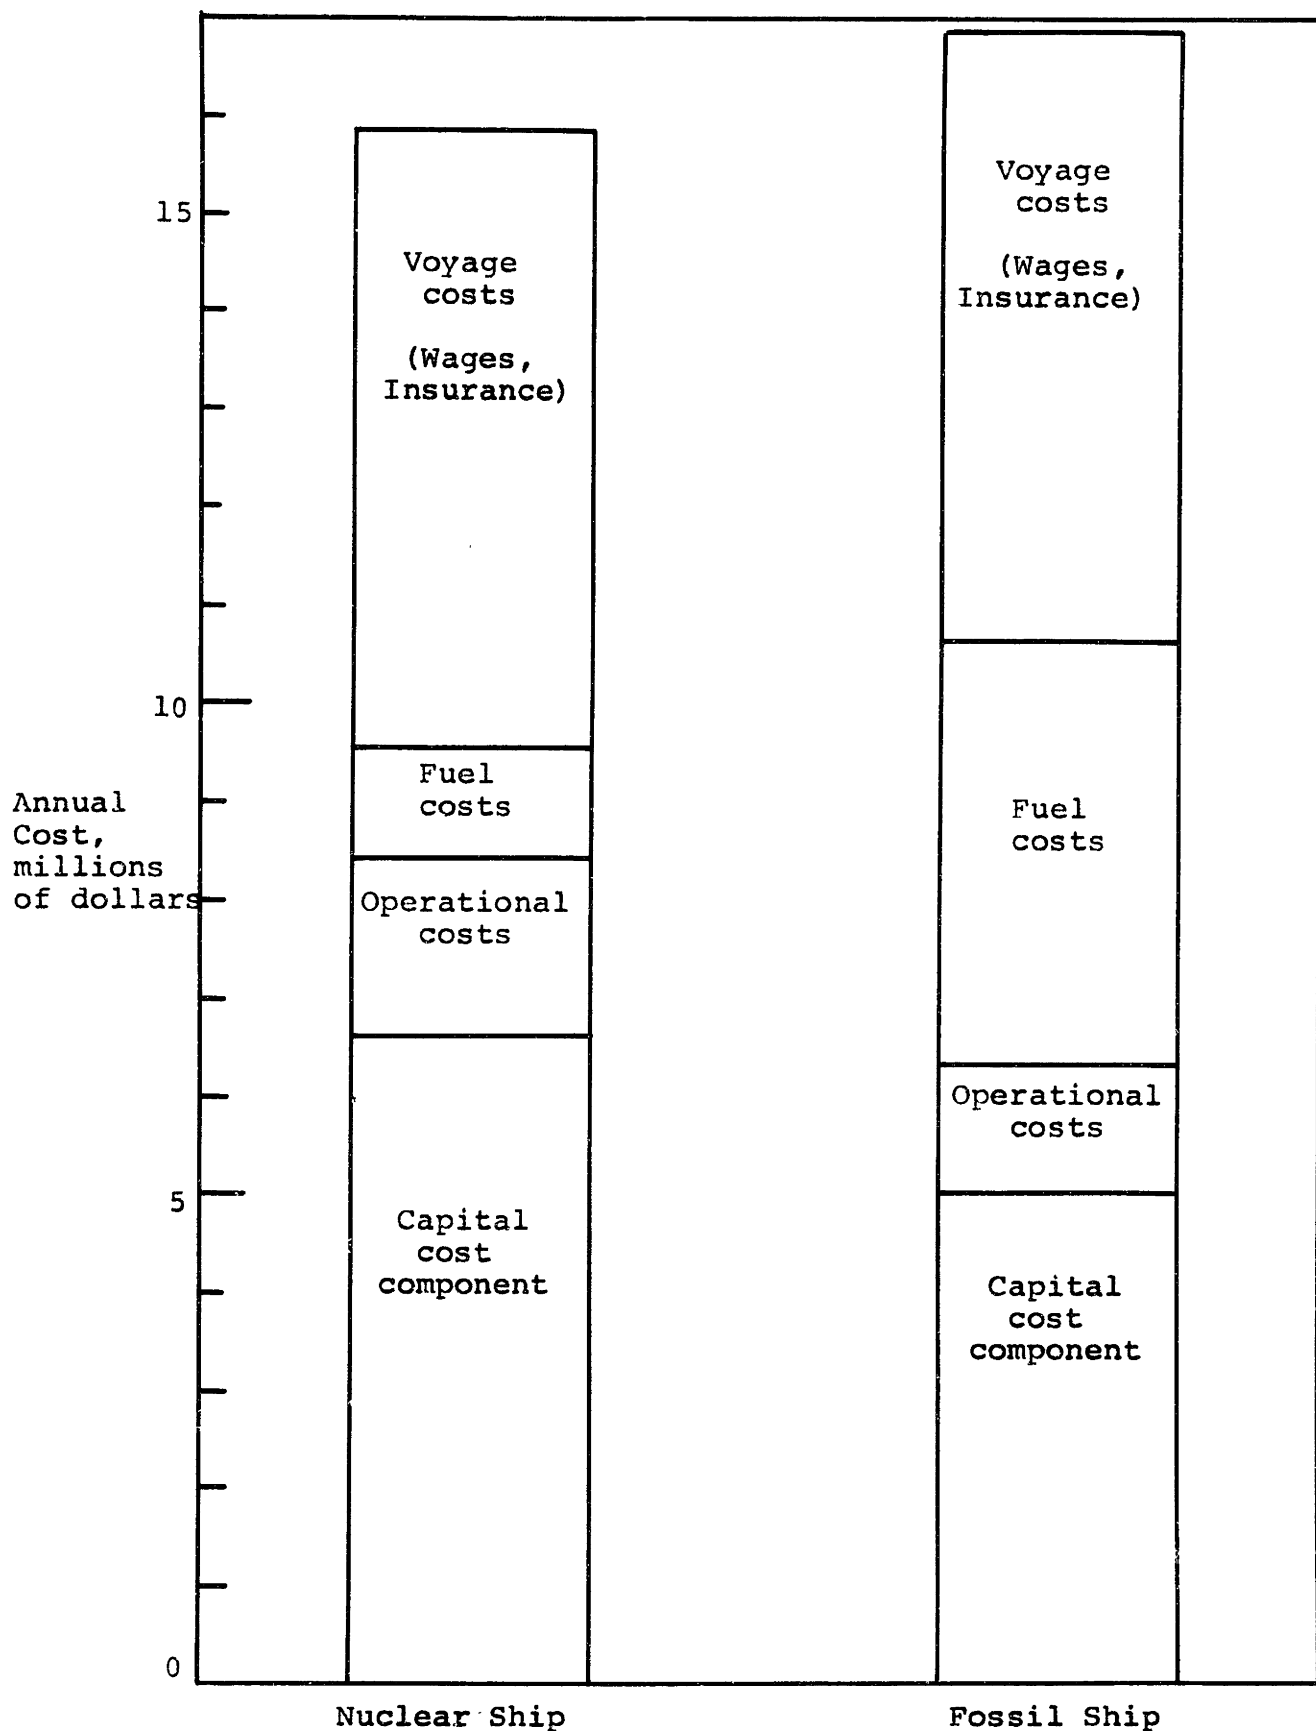 15
10
5
0
Annual
Cost,
millions
of dollars
Voyage
costs
(Wages,
Insurance)
Fuel
costs
Operational
costs
Capital
cost
component
Nuclear Ship
Voyage
costs
(Wages,
Insurance)
Fuel
costs
Operational
costs
Capital
cost
component
Fossil Ship